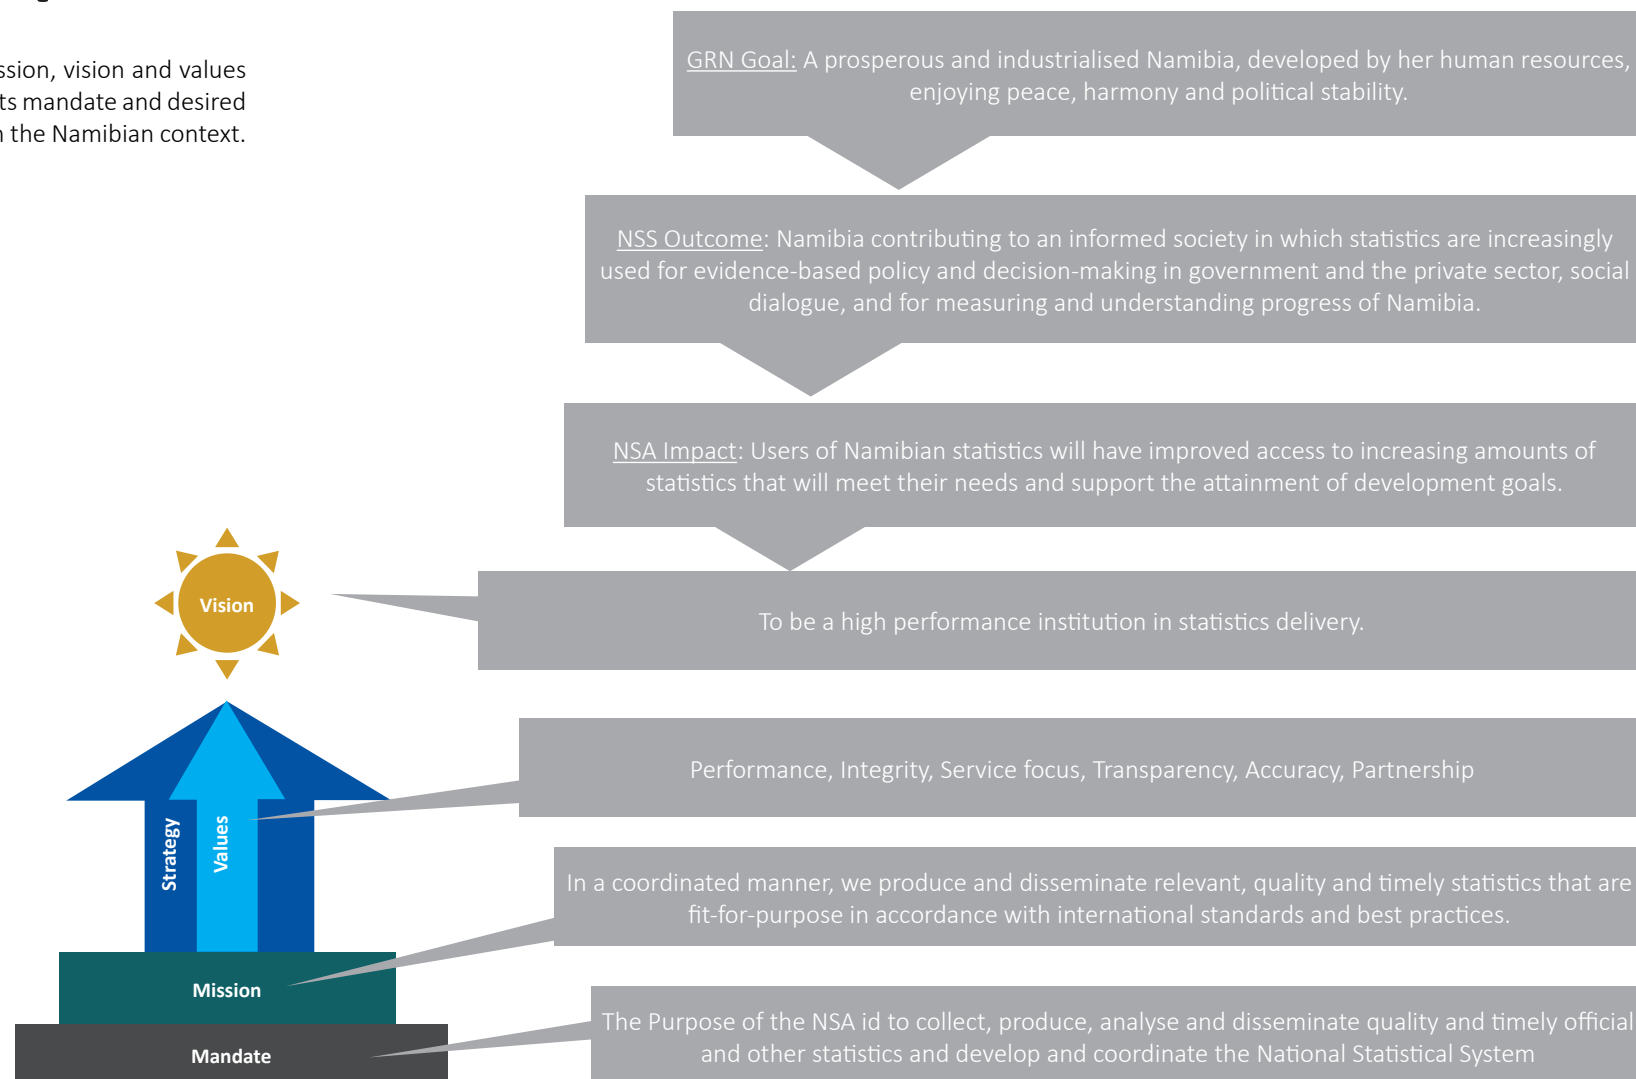 ssion, vision and values
ts mandate and desired
the Namibian context.
GRN Goal: A prosperous and industrialised Namibia, developed by her human resources,
enjoying peace, harmony and political stability.
NSS Outcome: Namibia contributing to an informed society in which statistics are increasingly
used for evidence-based policy and decision-making in government and the private sector, social
dialogue, and for measuring and understanding progress of Namibia.
NSA Impact: Users of Namibian statistics will have improved access to increasing amounts of
statistics that will meet their needs and support the attainment of development goals.
Vision
To be a high performance institution in statistics delivery.
Strategy
Values
Performance, Integrity, Service focus, Transparency, Accuracy, Partnership
In a coordinated manner, we produce and disseminate relevant, quality and timely statistics that are
fit-for-purpose in accordance with international standards and best practices.
Mission
The Purpose of the NSA id to collect, produce, analyse and disseminate quality and timely official
and other statistics and develop and coordinate the National Statistical System
Mandate